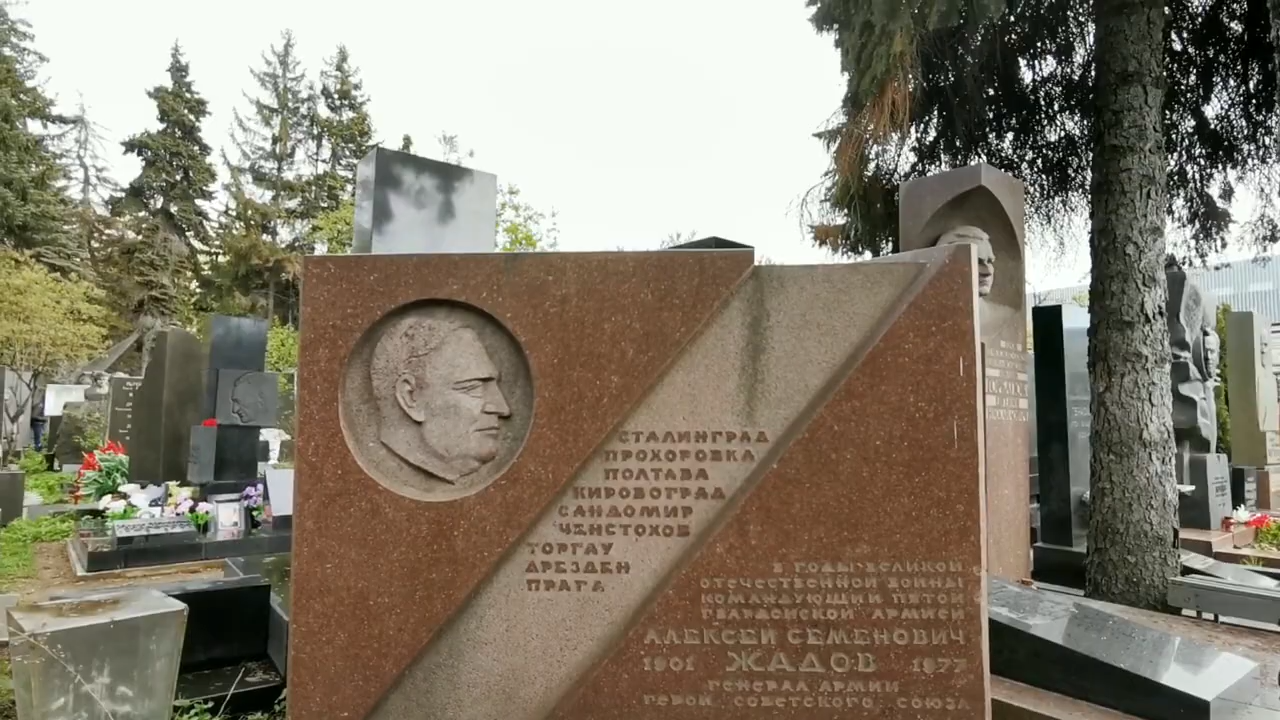 СТАЛИНГРАД
ПРОХОРОВКА
ПОЛТАВА
КИРОВОГРАД
САНДОМИР
ЧЕНСТОХОВ
ТОРГАУ
ДРЕЗДЕН
ПРАГА
В ГОДЫ ВЕЛИКОЙ
ОТЕЧЕСТВЕННОЙ ВОЙНЫ
КОМАНДУЮЩИЙ ПЯТОЙ
ГВАРДЕЙСКОЙ АРМИЕЙ
АЛЕКСЕЙ СЕМЕНОВИЧ
1901 ЖАДОВ 1977
ГЕНЕРАЛ АРМИИ
ГЕРОЙ СОВЕТСКОГО СОЮЗА